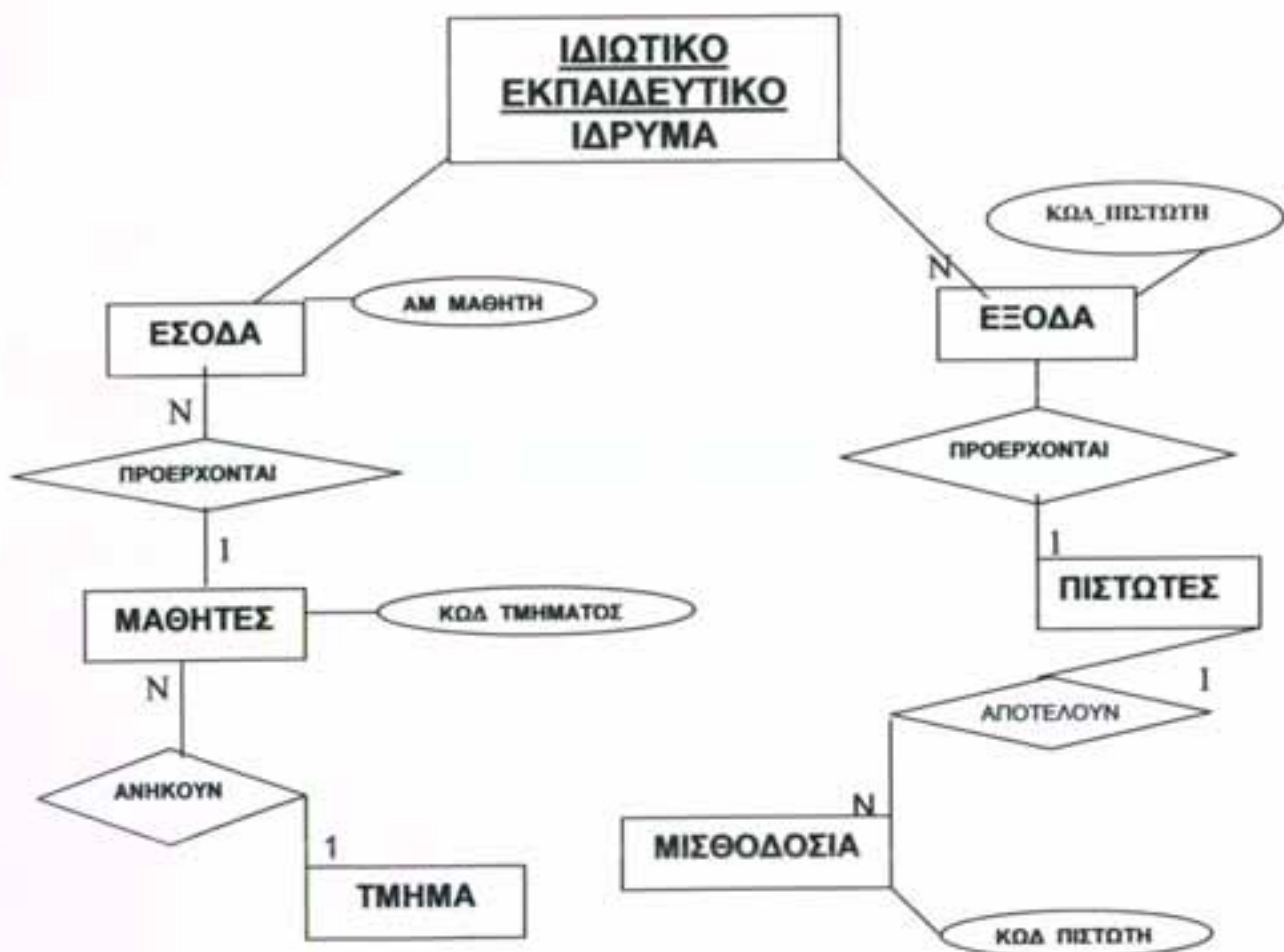 ΙΔΙΩΤΙΚΟ
ΕΚΠΑΙΔΕΥΤΙΚΟ
ΙΔΡΥΜΑ
ΚΩΔ_ΠΙΣΤΩΤΗ
Ν
ΑΜ ΜΑΘΗΤΗ
ΕΣΟΔΑ
ΕΞΟΔΑ
Ν
ΠΡΟΕΡΧΟΝΤΑΙ
ΠΡΟΕΡΧΟΝΤΑΙ
1
1
ΜΑΘΗΤΕΣ
ΚΩΔ ΤΜΗΜΑΤΟΣ
ΠΙΣΤΩΤΕΣ
Ν
1
ΑΠΟΤΕΛΟΥΝ
ΑΝΗΚΟΥΝ
Ν
1
ΜΙΣΘΟΔΟΣΙΑ
ΤΜΗΜΑ
ΚΩΔ ΠΙΣΤΩΤΗ